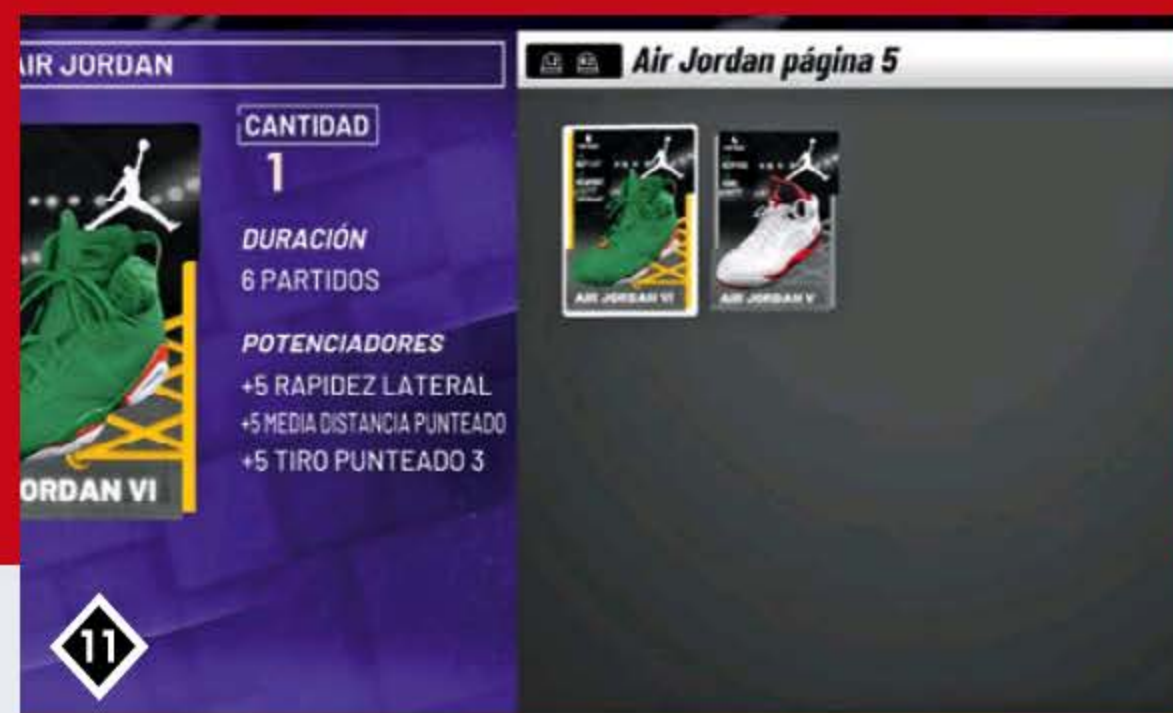 AIR JORDAN
CANTIDAD
1
DURACIÓN
6 PARTIDOS
POTENCIADORES
+5 RAPIDEZ LATERAL
+5 MEDIA DISTANCIA PUNTEADO
+5 TIRO PUNTEADO 3
ORDAN VI
11
Air Jordan página 5
AIR JORDAN VI
AIR JORDAN V